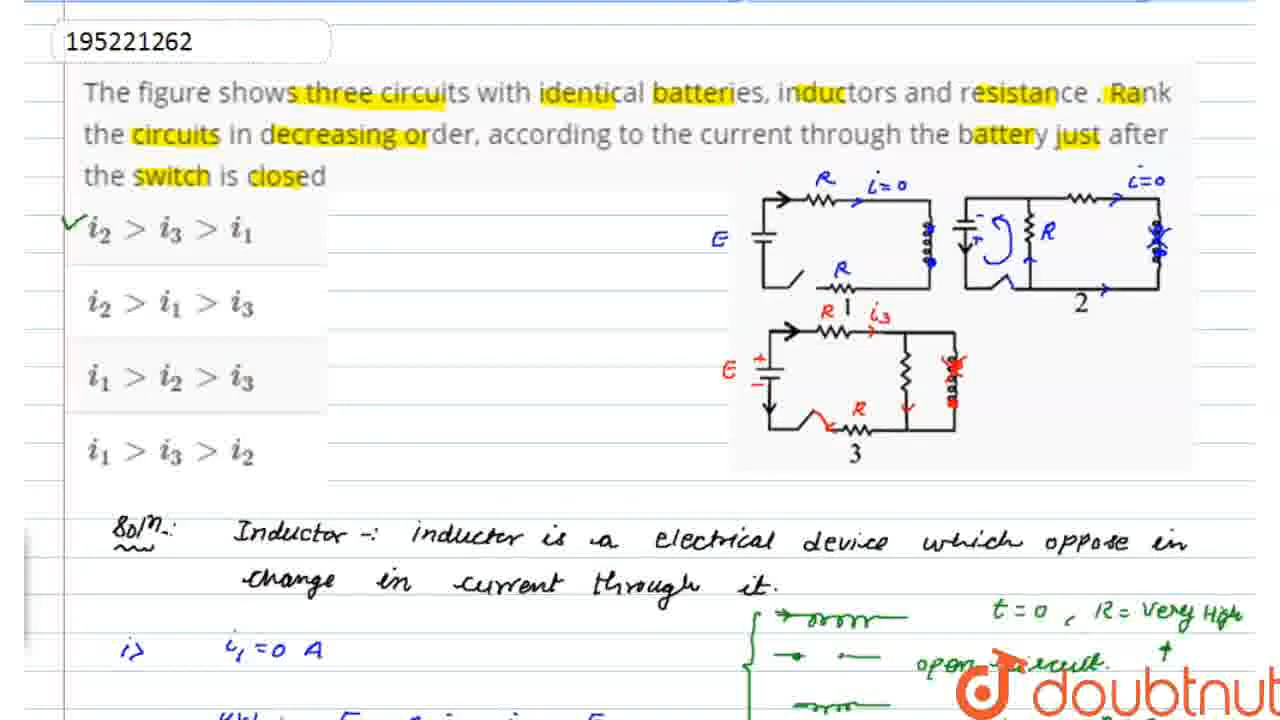 195221262
The figure shows three circuits with identical batteries, inductors and resistance . Rank
the circuits in decreasing order, according to the current through the battery just after
the switch is closed
i₂ > i₃ > i₁
i₂ > i₁ > i₃
i₁ > i₂ > i₃
i₁ > i₃ > i₂
R i=0
E
R
1
i=0
- +
R
2
R i₃
+
E
-
R
3
Solⁿ:
Inductor -: inductor is a electrical device which oppose in
change in current through it.
t = 0 , R = Very High
open circuit.
i> i₁ = 0 A
doubtnut